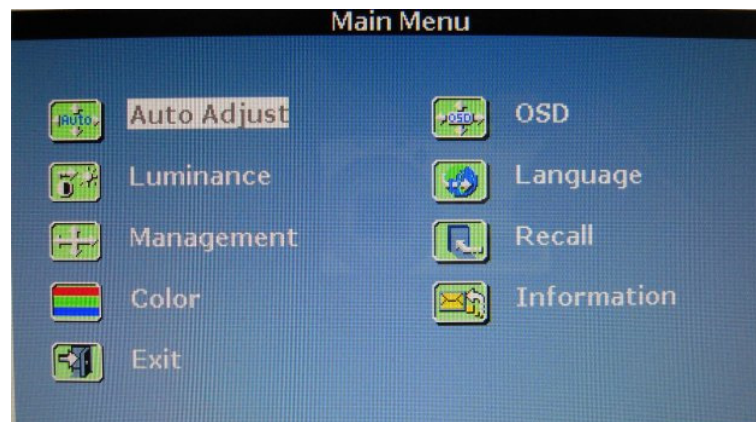 Main Menu
Auto Adjust
OSD
Luminance
Language
Management
Recall
Color
Information
Exit
Auto
OSD